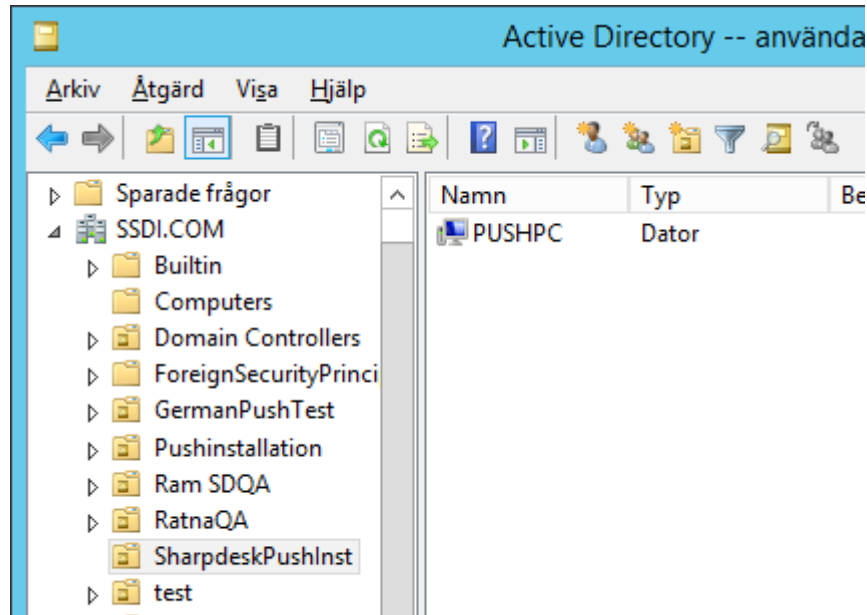 Active Directory -- använda
Arkiv Åtgärd Visa Hjälp
Sparade frågor
SSDI.COM
Builtin
Computers
Domain Controllers
ForeignSecurityPrinci
GermanPushTest
Pushinstallation
Ram SDQA
RatnaQA
SharpdeskPushInst
test
Namn Typ Be
PUSHPC Dator